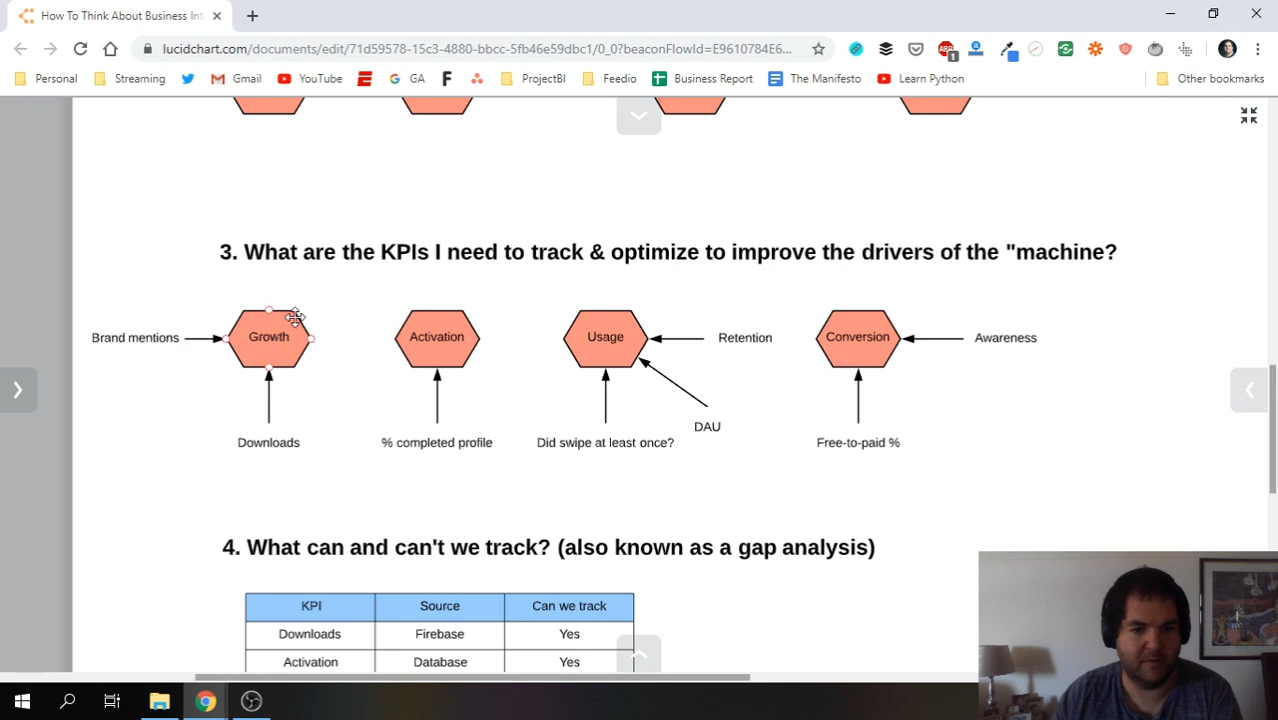 How To Think About Business Int
lucidchart.com/documents/edit/71d59578-15c3-4880-bbcc-5fb46e59dbc1/0_0?beaconFlowId=E9610784E6...
ABP
1
Personal
Streaming
Gmail
YouTube
GA
ProjectBI
Feedio
Business Report
The Manifesto
Learn Python
Other bookmarks
3. What are the KPIs I need to track & optimize to improve the drivers of the "machine?
Brand mentions
Growth
Activation
Usage
Retention
Conversion
Awareness
DAU
Downloads
% completed profile
Did swipe at least once?
Free-to-paid %
4. What can and can't we track? (also known as a gap analysis)
KPI Source Can we track
Downloads Firebase Yes
Activation Database Yes